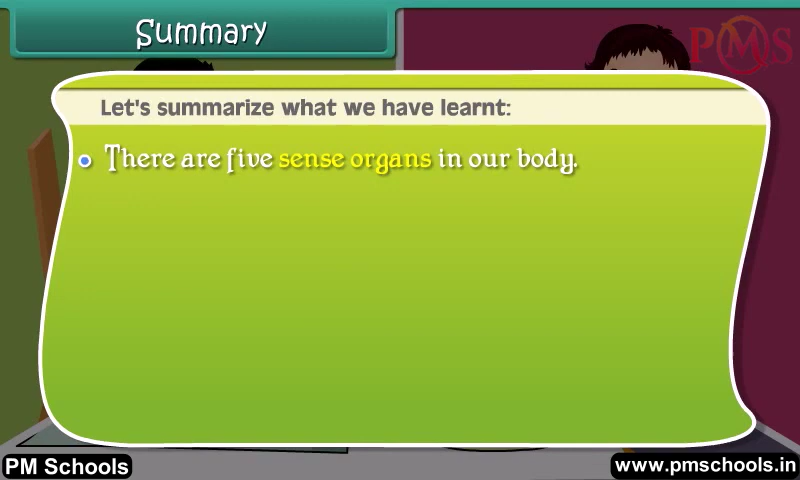 Summary
PMS
Let's summarize what we have learnt:
There are five sense organs in our body.
PM Schools
www.pmschools.in